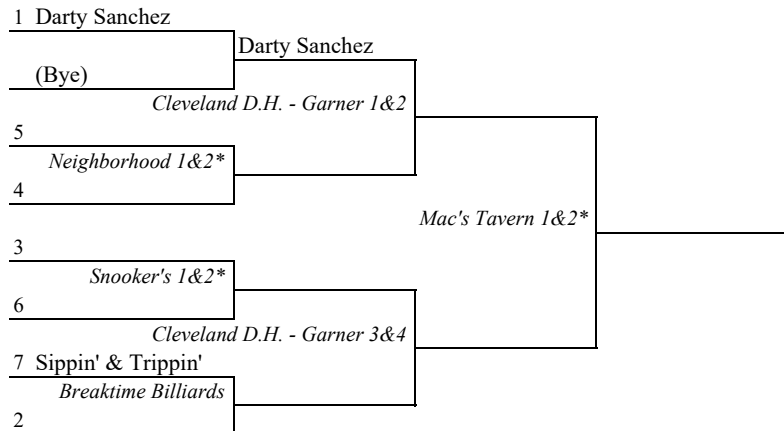 1 Darty Sanchez
Darty Sanchez
(Bye)
Cleveland D.H. - Garner 1&2
5
Neighborhood 1&2*
4
Mac's Tavern 1&2*
3
Snooker's 1&2*
6
Cleveland D.H. - Garner 3&4
7 Sippin' & Trippin'
Breaktime Billiards
2